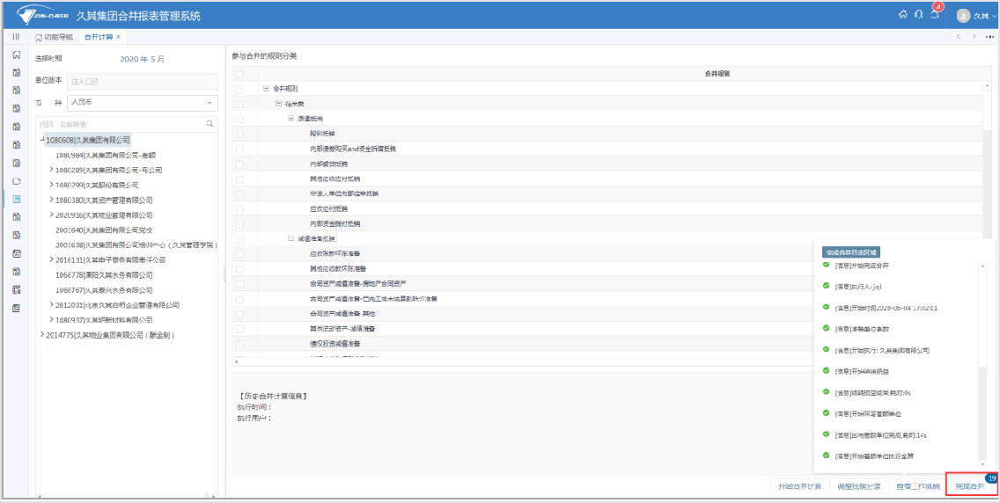 JOIN-CHEER 久其集团合并报表管理系统
4
久其
功能导航 合并计算 ×
选择时期 2020 年 5 月
单位版本 法人口径
币 种 人民币
代码 名称搜索
1080608|久其集团有限公司
1080984|久其集团有限公司-差额
1080289|久其集团有限公司-母公司
1080299|久其股份有限公司
1080380|久其资产管理有限公司
2020916|久其物业管理有限公司
2003640|久其集团有限公司党校
2003638|久其集团有限公司培训中心（久其管理学院）
2016131|久其电子商务有限责任公司
1066778|溧阳久其水务有限公司
1066767|久其泰兴水务有限公司
2012031|北京久其启明企业管理有限公司
1080937|久其铝新材料有限公司
2014775|久其物业集团有限公司（酬金制）
参与合并的规则分类
合并规则
合并规则
往来类
原值抵销
股利抵销
内部债券购买and资金拆借抵销
内部委贷抵销
其他应收应付抵销
非法人单位内部往来抵销
应收应付抵销
内部资金拨付抵销
减值准备抵销
应收账款坏账准备
其他应收款坏账准备
合同资产减值准备-房地产合同资产
合同资产减值准备-已完工尚未结算款跌价准备
合同资产减值准备-其他
其他流动资产-减值准备
债权投资减值准备
【历史合并计算信息】
执行时间：
执行用户：
完成合并日志区域
[信息]开始完成合并
[信息]执行人:jq1
[信息]开始时间2020-06-04 17:02:11
[信息]准备单位参数
[信息]开始执行: 久其集团有限公司
[信息]开始结转损益
[信息]结转损益结束,耗时:0s
[信息]开始回写差额单位
[信息]回写差额单位完成,耗时:14s
[信息]开始差额单位执行全算
开始合并计算 调整抵销分录 查看工作底稿 完成合并 19